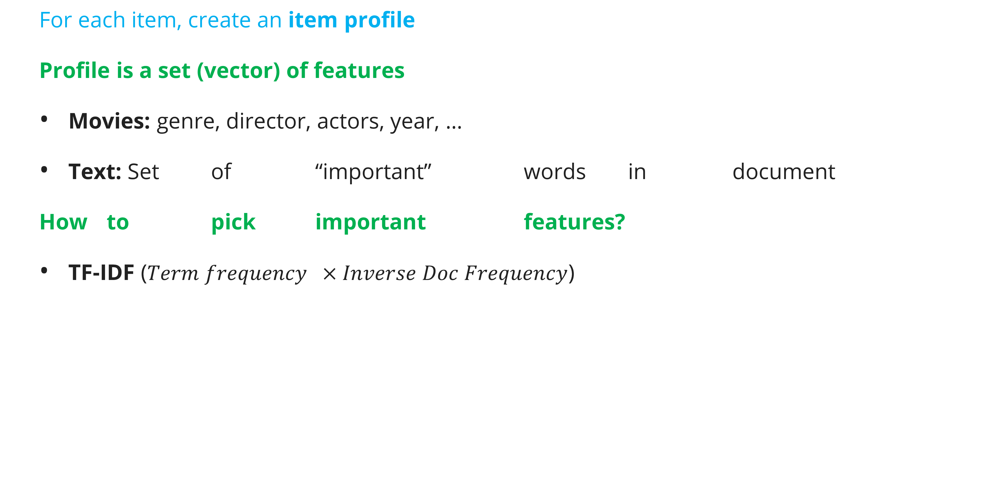 For each item, create an item profile
Profile is a set (vector) of features
• Movies: genre, director, actors, year, ...
• Text: Set of “important” words in document
How to pick important features?
• TF-IDF (Term frequency × Inverse Doc Frequency)